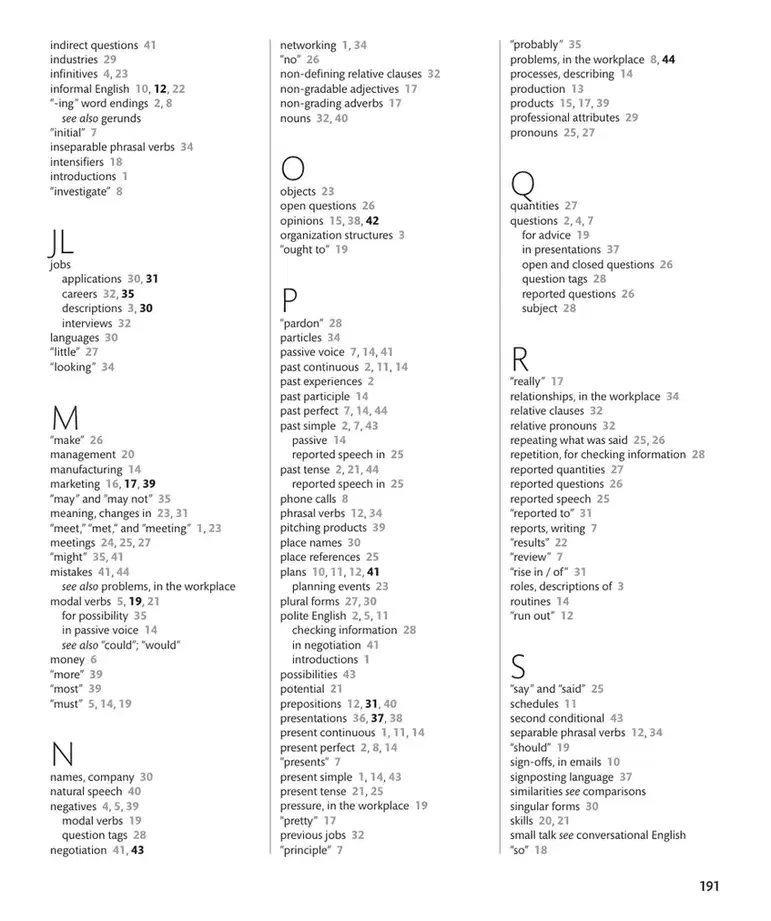 indirect questions 41
industries 29
infinitives 4, 23
informal English 10, 12, 22
“-ing” word endings 2, 8
see also gerunds
“initial” 7
inseparable phrasal verbs 34
intensifiers 18
introductions 1
“investigate” 8
JL
jobs
applications 30, 31
careers 32, 35
descriptions 3, 30
interviews 32
languages 30
“little” 27
“looking” 34
M
“make” 26
management 20
manufacturing 14
marketing 16, 17, 39
“may” and “may not” 35
meaning, changes in 23, 31
“meet,” “met,” and “meeting” 1, 23
meetings 24, 25, 27
“might” 35, 41
mistakes 41, 44
see also problems, in the workplace
modal verbs 5, 19, 21
for possibility 35
in passive voice 14
see also “could”; “would”
money 6
“more” 39
“most” 39
“must” 5, 14, 19
N
names, company 30
natural speech 40
negatives 4, 5, 39
modal verbs 19
question tags 28
negotiation 41, 43
networking 1, 34
“no” 26
non-defining relative clauses 32
non-gradable adjectives 17
non-grading adverbs 17
nouns 32, 40
O
objects 23
open questions 26
opinions 15, 38, 42
organization structures 3
“ought to” 19
P
“pardon” 28
particles 34
passive voice 7, 14, 41
past continuous 2, 11, 14
past experiences 2
past participle 14
past perfect 7, 14, 44
past simple 2, 7, 43
passive 14
reported speech in 25
past tense 2, 21, 44
reported speech in 25
phone calls 8
phrasal verbs 12, 34
pitching products 39
place names 30
place references 25
plans 10, 11, 12, 41
planning events 23
plural forms 27, 30
polite English 2, 5, 11
checking information 28
in negotiation 41
introductions 1
possibilities 43
potential 21
prepositions 12, 31, 40
presentations 36, 37, 38
present continuous 1, 11, 14
present perfect 2, 8, 14
“presents” 7
present simple 1, 14, 43
present tense 21, 25
pressure, in the workplace 19
“pretty” 17
previous jobs 32
“principle” 7
“probably” 35
problems, in the workplace 8, 44
processes, describing 14
production 13
products 15, 17, 39
professional attributes 29
pronouns 25, 27
Q
quantities 27
questions 2, 4, 7
for advice 19
in presentations 37
open and closed questions 26
question tags 28
reported questions 26
subject 28
R
“really” 17
relationships, in the workplace 34
relative clauses 32
relative pronouns 32
repeating what was said 25, 26
repetition, for checking information 28
reported quantities 27
reported questions 26
reported speech 25
“reported to” 31
reports, writing 7
“results” 22
“review” 7
“rise in / of” 31
roles, descriptions of 3
routines 14
“run out” 12
S
“say” and “said” 25
schedules 11
second conditional 43
separable phrasal verbs 12, 34
“should” 19
sign-offs, in emails 10
signposting language 37
similarities see comparisons
singular forms 30
skills 20, 21
small talk see conversational English
“so” 18
191